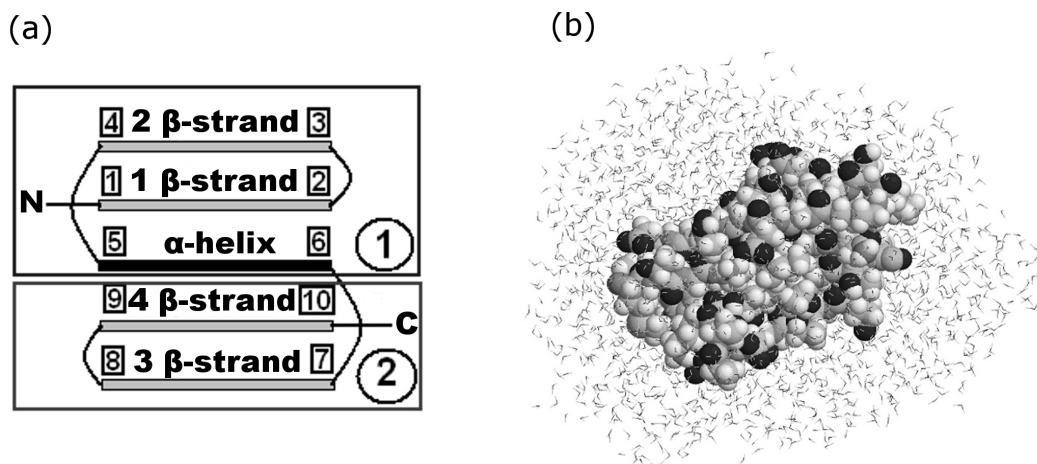 (a)
(b)
4 2 β-strand 3
1 1 β-strand 2
N
5 α-helix 6
1
9 4 β-strand 10
C
8 3 β-strand 7
2